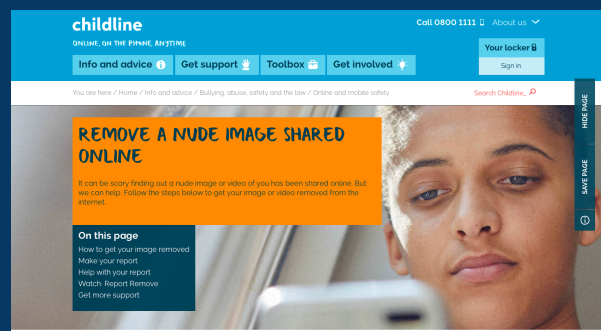 childline
ONLINE, ON THE PHONE, ANYTIME
Call 0800 1111
About us
Your locker
Sign in
Info and advice
Get support
Toolbox
Get involved
You are here / Home / Info and advice / Bullying, abuse, safety and the law / Online and mobile safety
Search Childline_
HIDE PAGE
SAVE PAGE
REMOVE A NUDE IMAGE SHARED
ONLINE
It can be scary finding out a nude image or video of you has been shared online. But
we can help. Follow the steps below to get your image or video removed from the
internet.
On this page
How to get your image removed
Make your report
Help with your report
Watch: Report Remove
Get more support